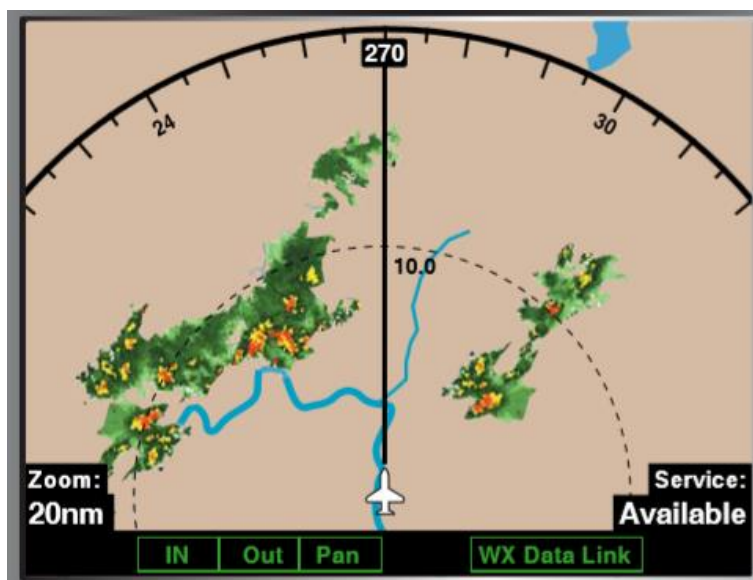 270
24
30
10.0
Zoom:
20nm
Service:
Available
IN
Out
Pan
WX Data Link